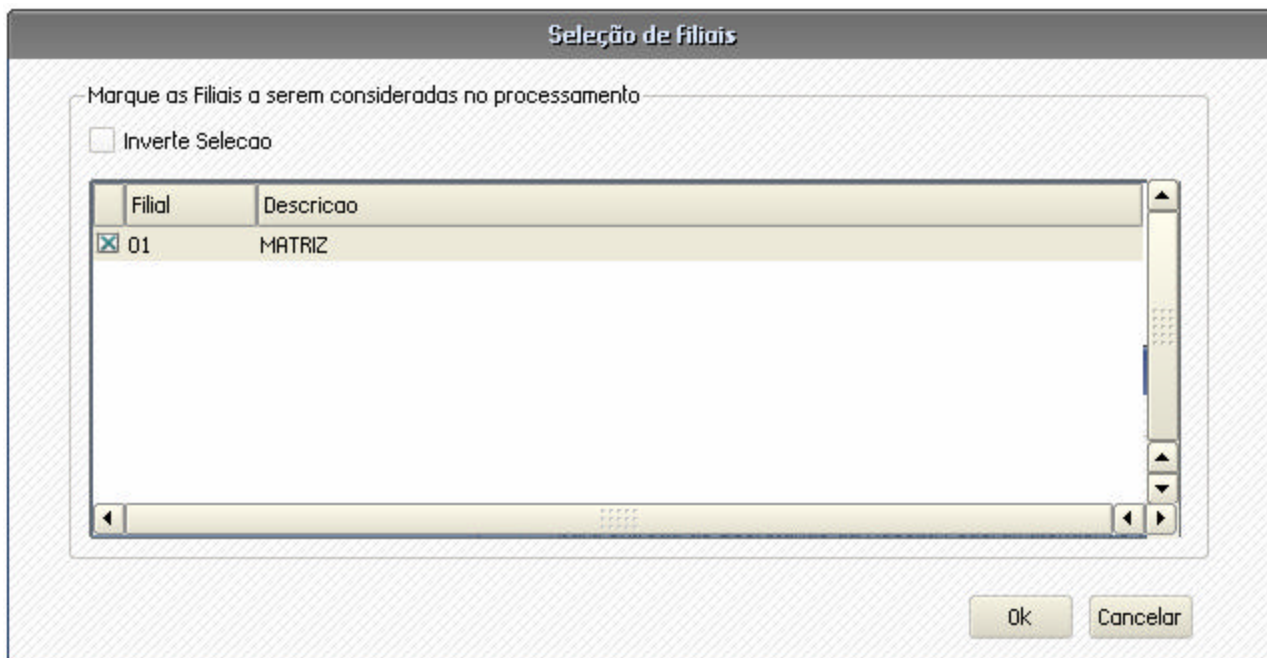 Seleção de Filiais
Marque as Filiais a serem consideradas no processamento
Inverte Selecao
Filial Descricao
01 MATRIZ
Ok Cancelar